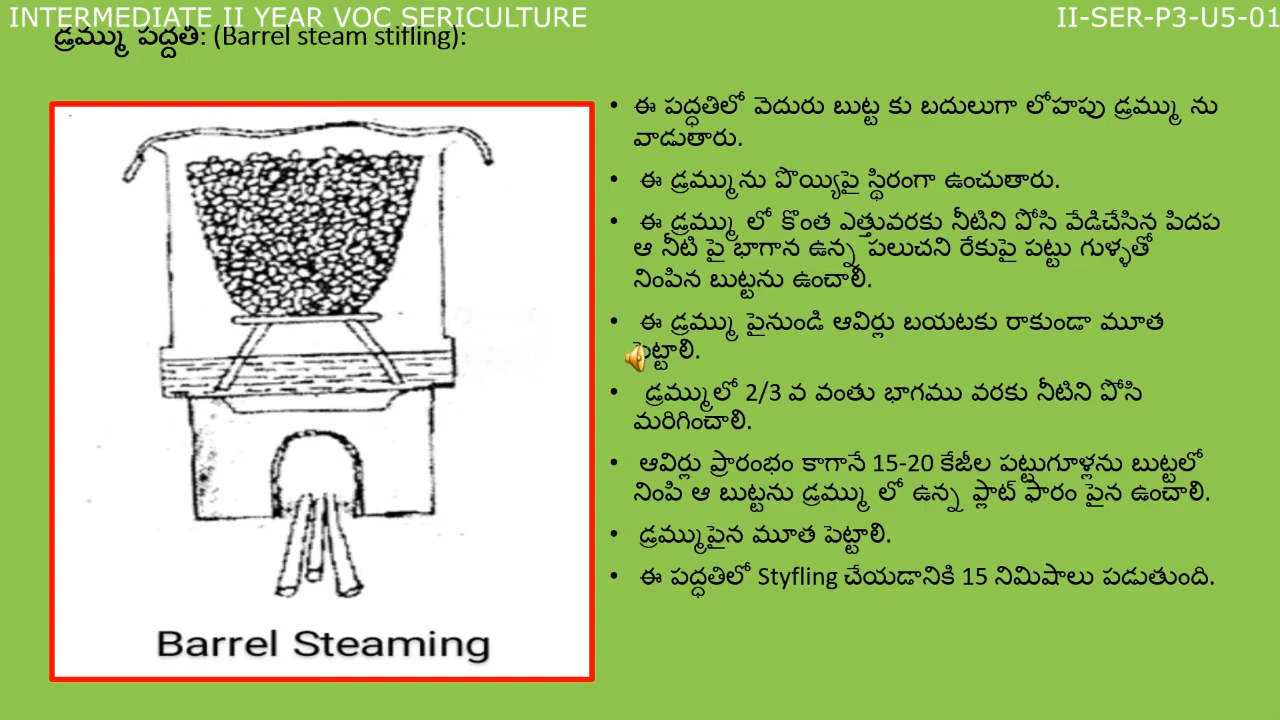 INTERMEDIATE II YEAR VOC SERICULTURE
II-SER-P3-U5-01
డ్రమ్ము పద్దతి: (Barrel steam stifling):
• ఈ పద్ధతిలో వెదురు బుట్ట కు బదులుగా లోహపు డ్రమ్ము ను
వాడుతారు.
• ఈ డ్రమ్మును పొయ్యిపై స్థిరంగా ఉంచుతారు.
• ఈ డ్రమ్ము లో కొంత ఎత్తువరకు నీటిని పోసి వేడిచేసిన పిదప
ఆ నీటి పై భాగాన ఉన్న పలుచని రేకుపై పట్టు గుళ్ళతో
నింపిన బుట్టను ఉంచాలి.
• ఈ డ్రమ్ము పైనుండి ఆవిర్లు బయటకు రాకుండా మూత
పెట్టాలి.
• డ్రమ్ములో 2/3 వ వంతు భాగము వరకు నీటిని పోసి
మరిగించాలి.
• ఆవిర్లు ప్రారంభం కాగానే 15-20 కేజీల పట్టుగూళ్లను బుట్టలో
నింపి ఆ బుట్టను డ్రమ్ము లో ఉన్న ప్లాట్ ఫారం పైన ఉంచాలి.
• డ్రమ్ముపైన మూత పెట్టాలి.
• ఈ పద్ధతిలో Styfling చేయడానికి 15 నిమిషాలు పడుతుంది.
Barrel Steaming